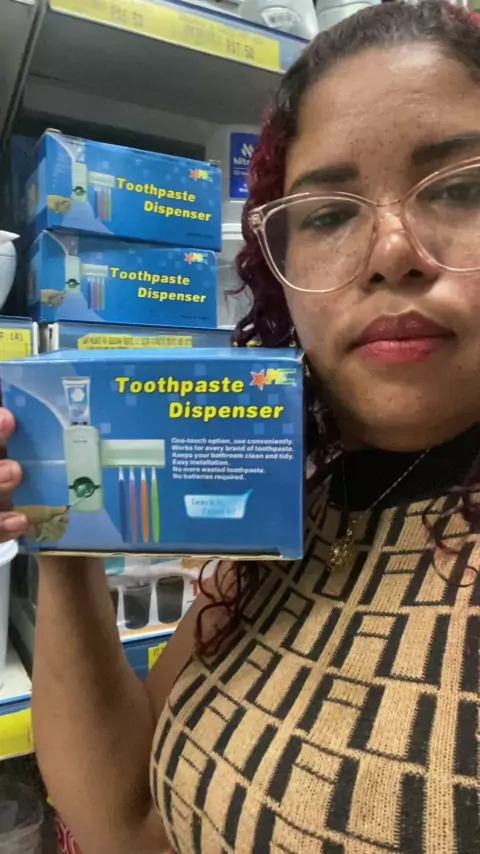 Toothpaste
Dispenser
Toothpaste
Dispenser
Toothpaste
Dispenser
One-touch option, use conveniently.
Works for every brand of toothpaste.
Keeps your bathroom clean and tidy.
Easy installation.
No more wasted toothpaste.
No batteries required.